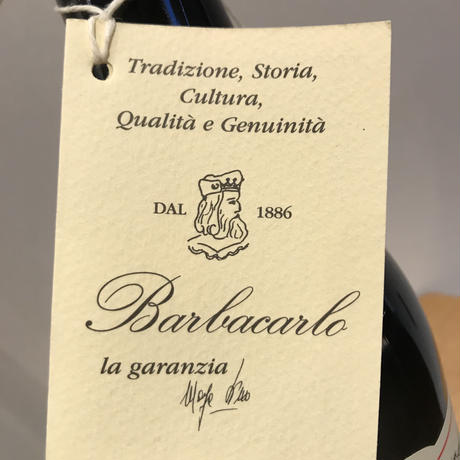 Tradizione, Storia,
Cultura,
Qualità e Genuinità
DAL 1886
Barbacarlo
la garanzia